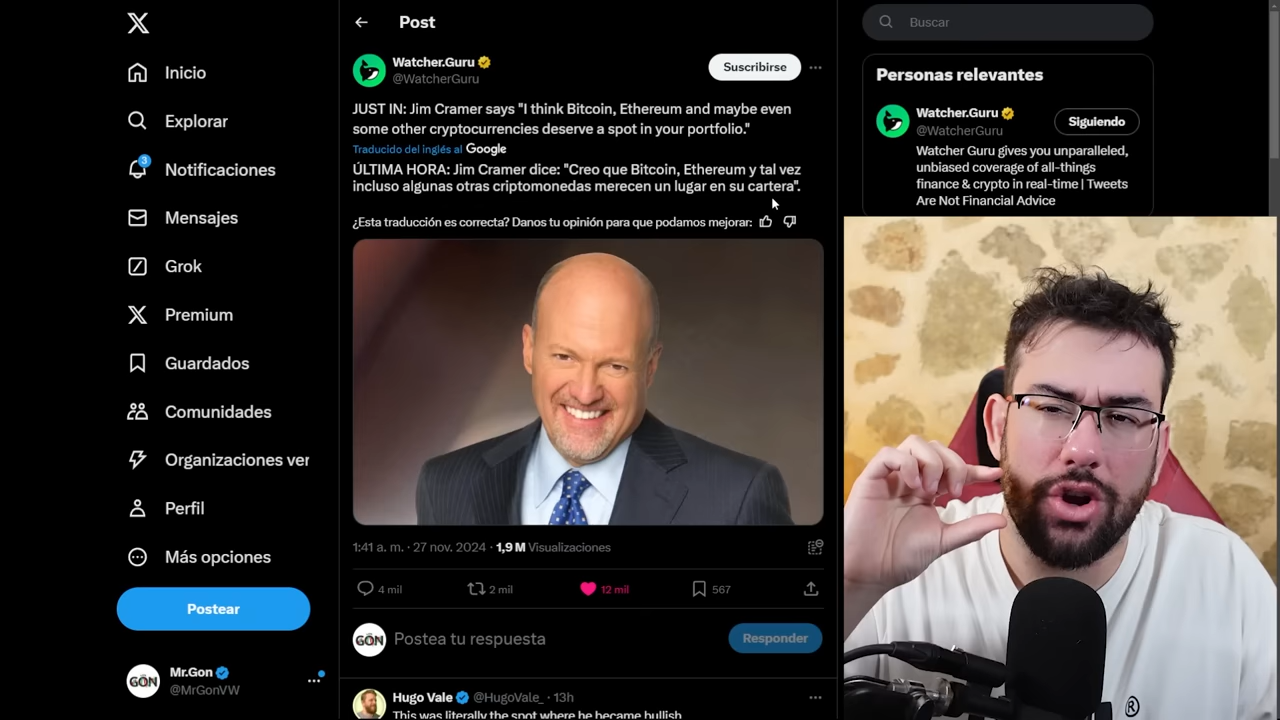 Inicio
Explorar
3
Notificaciones
Mensajes
Grok
Premium
Guardados
Comunidades
Organizaciones ver
Perfil
Más opciones
Postear
GON
Mr.Gon
@MrGonVW
Post
Watcher.Guru
@WatcherGuru
Suscribirse
JUST IN: Jim Cramer says "I think Bitcoin, Ethereum and maybe even
some other cryptocurrencies deserve a spot in your portfolio."
Traducido del inglés al Google
ÚLTIMA HORA: Jim Cramer dice: "Creo que Bitcoin, Ethereum y tal vez
incluso algunas otras criptomonedas merecen un lugar en su cartera".
¿Esta traducción es correcta? Danos tu opinión para que podamos mejorar:
1:41 a. m. · 27 nov. 2024 · 1,9 M Visualizaciones
4 mil
2 mil
12 mil
567
GON
Postea tu respuesta
Responder
Hugo Vale @HugoVale_ · 13h
This was literally the spot where he became bullish
Buscar
Personas relevantes
Watcher.Guru
@WatcherGuru
Siguiendo
Watcher Guru gives you unparalleled,
unbiased coverage of all-things
finance & crypto in real-time | Tweets
Are Not Financial Advice
®